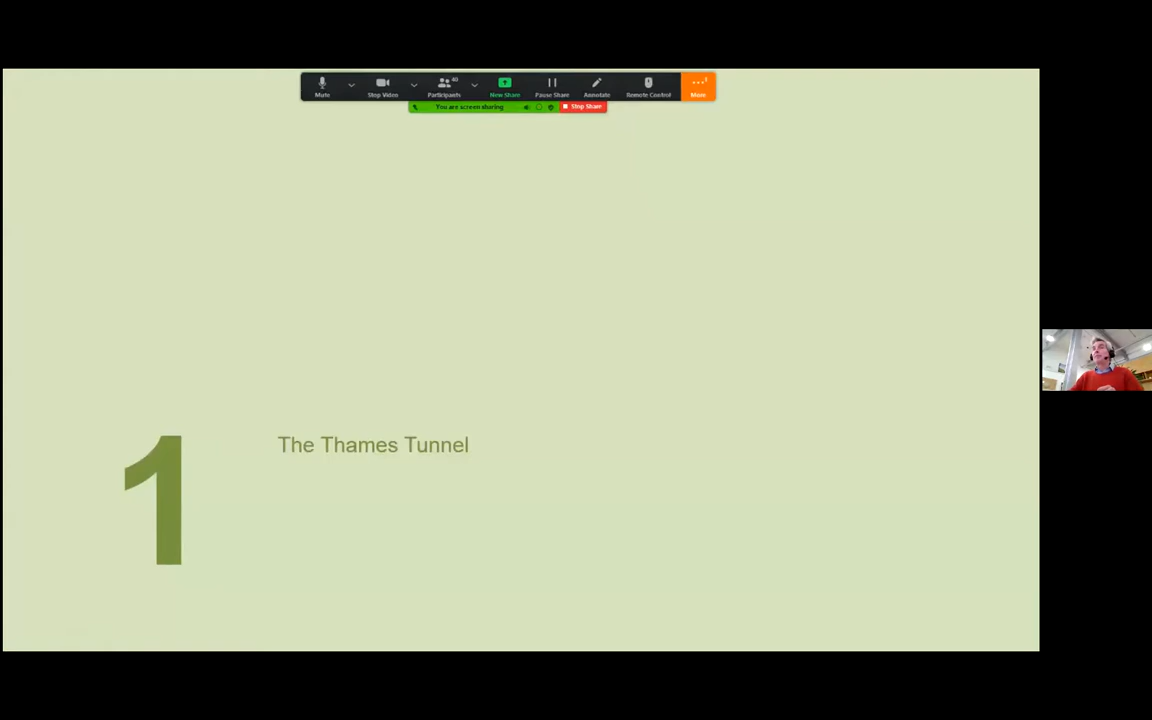 40
Mute
Stop Video
Participants
New Share
Pause Share
Annotate
Remote Control
More
You are screen sharing
Stop Share
The Thames Tunnel
1